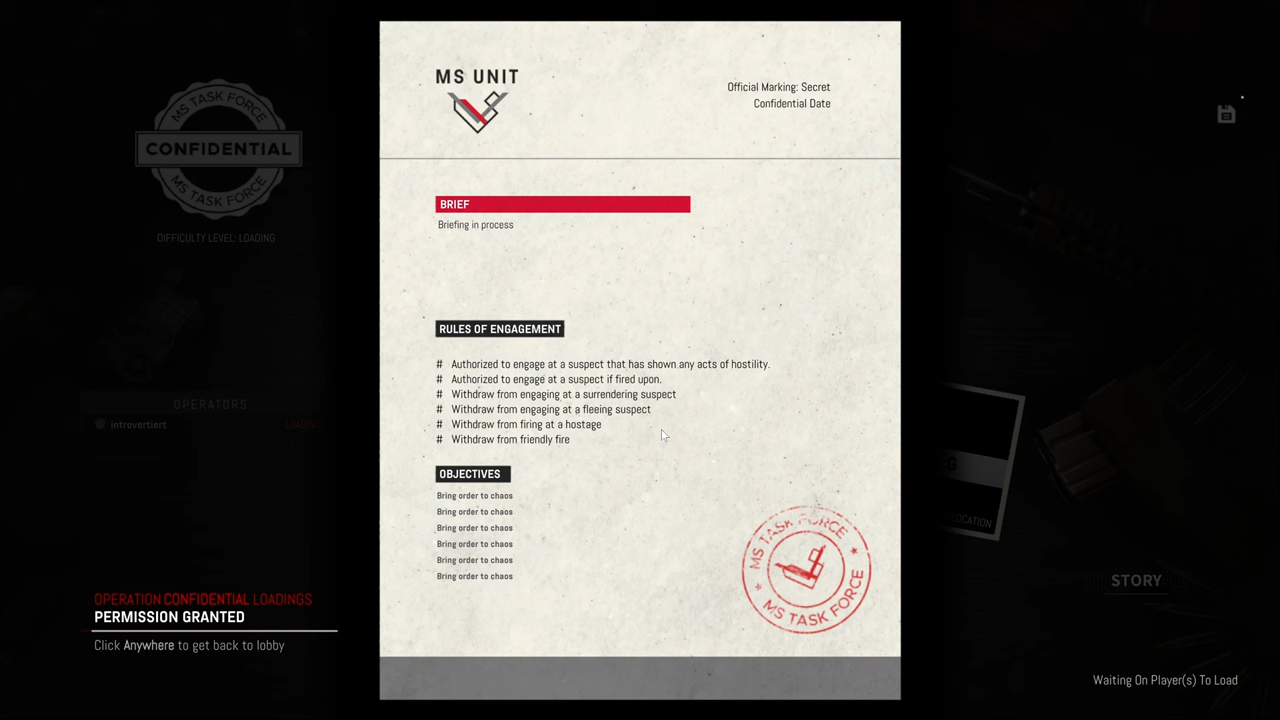 MS UNIT
Official Marking: Secret
Confidential Date
MS TASK FORCE
CONFIDENTIAL
MS TASK FORCE
DIFFICULTY LEVEL: LOADING
BRIEF
Briefing in process
RULES OF ENGAGEMENT
# Authorized to engage at a suspect that has shown any acts of hostility.
# Authorized to engage at a suspect if fired upon.
# Withdraw from engaging at a surrendering suspect
# Withdraw from engaging at a fleeing suspect
# Withdraw from firing at a hostage
# Withdraw from friendly fire
OPERATORS
introvertiert LOADING
OBJECTIVES
Bring order to chaos
Bring order to chaos
Bring order to chaos
Bring order to chaos
Bring order to chaos
Bring order to chaos
MS TASK FORCE
MS TASK FORCE
G
LOCATION
STORY
OPERATION CONFIDENTIAL LOADINGS
PERMISSION GRANTED
Click Anywhere to get back to lobby
Waiting On Player(s) To Load